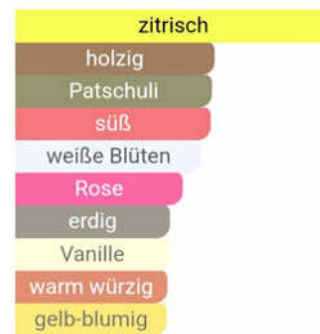 zitrisch
holzig
Patschuli
süß
weiße Blüten
Rose
erdig
Vanille
warm würzig
gelb-blumig